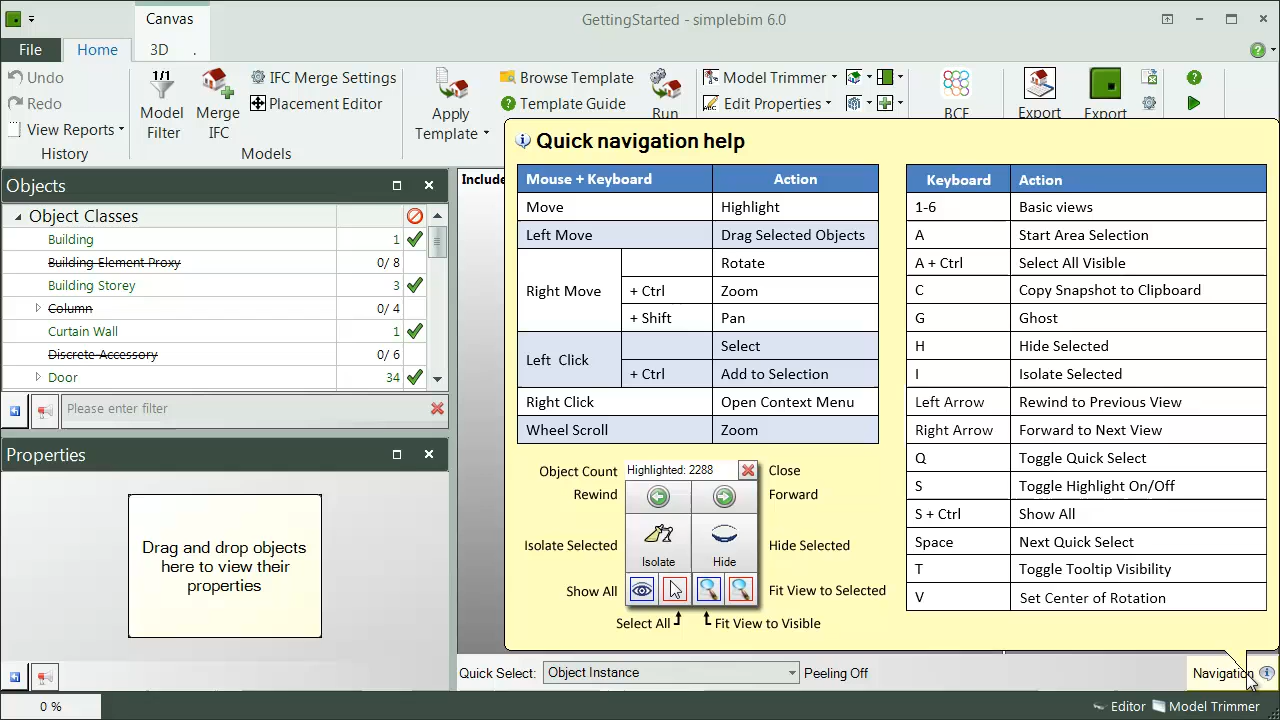 Canvas
GettingStarted - simplebim 6.0
File
Home
3D
Undo
Redo
View Reports
History
Model
Filter
Merge
IFC
IFC Merge Settings
Placement Editor
Models
Apply
Template
Browse Template
Template Guide
Run
Model Trimmer
Edit Properties
BCF
Export
Export
Objects
Object Classes
Building 1
Building Element Proxy 0/ 8
Building Storey 3
Column 0/ 4
Curtain Wall 1
Discrete Accessory 0/ 6
Door 34
Please enter filter
Properties
Drag and drop objects
here to view their
properties
Include
Quick navigation help
Mouse + Keyboard Action
Move Highlight
Left Move Drag Selected Objects
Right Move Rotate
+ Ctrl Zoom
+ Shift Pan
Left Click Select
+ Ctrl Add to Selection
Right Click Open Context Menu
Wheel Scroll Zoom
Keyboard Action
1-6 Basic views
A Start Area Selection
A + Ctrl Select All Visible
C Copy Snapshot to Clipboard
G Ghost
H Hide Selected
I Isolate Selected
Left Arrow Rewind to Previous View
Right Arrow Forward to Next View
Q Toggle Quick Select
S Toggle Highlight On/Off
S + Ctrl Show All
Space Next Quick Select
T Toggle Tooltip Visibility
V Set Center of Rotation
Object Count Highlighted: 2288 Close
Rewind Forward
Isolate Selected Isolate Hide Hide Selected
Show All Fit View to Selected
Select All Fit View to Visible
Quick Select: Object Instance Peeling Off
Navigation
0 %
Editor Model Trimmer